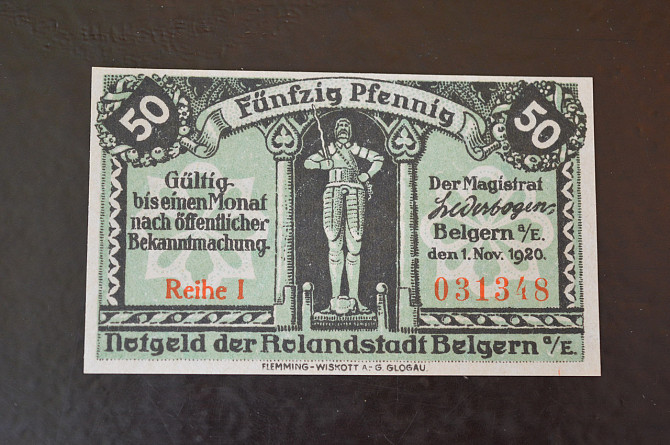 50
Fünfzig Pfennig
50
Gültig
bis einen Monat
nach öffentlicher
Bekanntmachung.
Reihe I
Der Magistrat
Lederbogen
Belgern a/E.
den 1. Nov. 1920.
031348
Notgeld der Rolandstadt Belgern a/E.
FLEMMING-WISKOTT A.-G. GLOGAU.